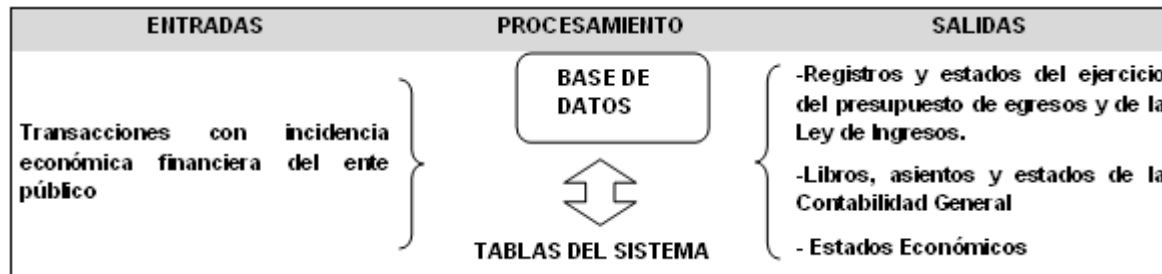 ENTRADAS
PROCESAMIENTO
SALIDAS
Transacciones con incidencia
económica financiera del ente
público
BASE DE
DATOS
TABLAS DEL SISTEMA
-Registros y estados del ejercicio
del presupuesto de egresos y de la
Ley de Ingresos.
-Libros, asientos y estados de la
Contabilidad General
- Estados Económicos